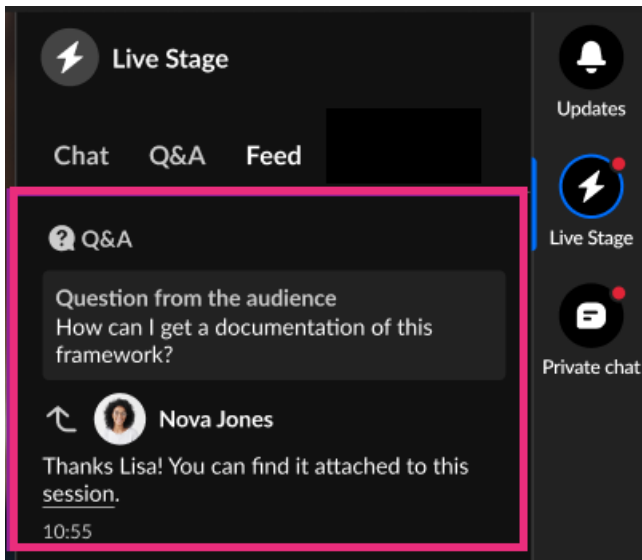 Live Stage
Updates
Chat Q&A Feed
Live Stage
Q&A
Question from the audience
How can I get a documentation of this
framework?
Private chat
Nova Jones
Thanks Lisa! You can find it attached to this
session.
10:55